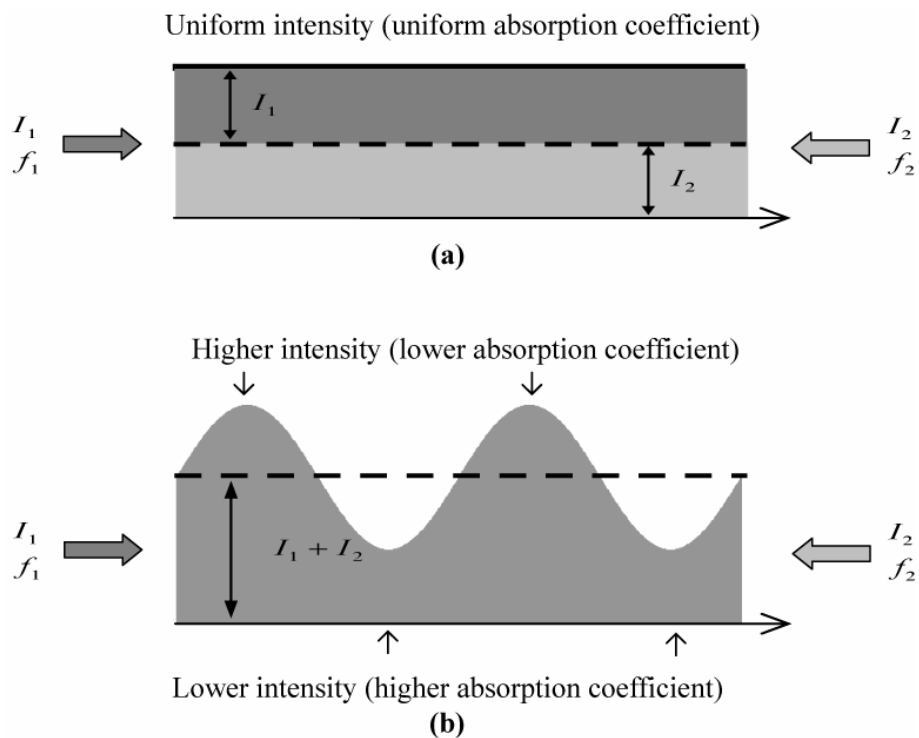 Uniform intensity (uniform absorption coefficient)
I₁
I₁
f₁
I₂
f₂
I₂
(a)
Higher intensity (lower absorption coefficient)
I₁
f₁
I₁ + I₂
I₂
f₂
Lower intensity (higher absorption coefficient)
(b)